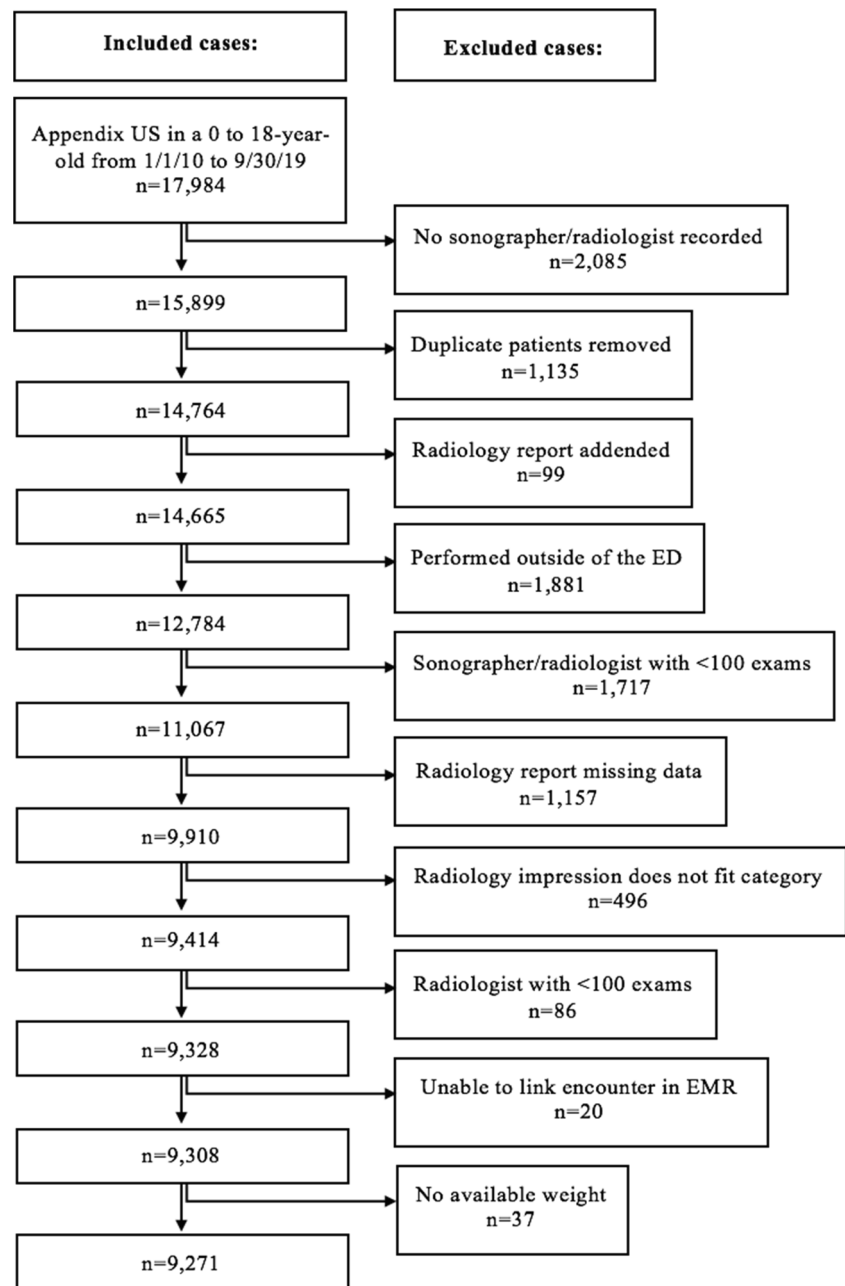 Included cases:
Excluded cases:
Appendix US in a 0 to 18-year-
old from 1/1/10 to 9/30/19
n=17,984
No sonographer/radiologist recorded
n=2,085
n=15,899
Duplicate patients removed
n=1,135
n=14,764
Radiology report addended
n=99
n=14,665
Performed outside of the ED
n=1,881
n=12,784
Sonographer/radiologist with <100 exams
n=1,717
n=11,067
Radiology report missing data
n=1,157
n=9,910
Radiology impression does not fit category
n=496
n=9,414
Radiologist with <100 exams
n=86
n=9,328
Unable to link encounter in EMR
n=20
n=9,308
No available weight
n=37
n=9,271